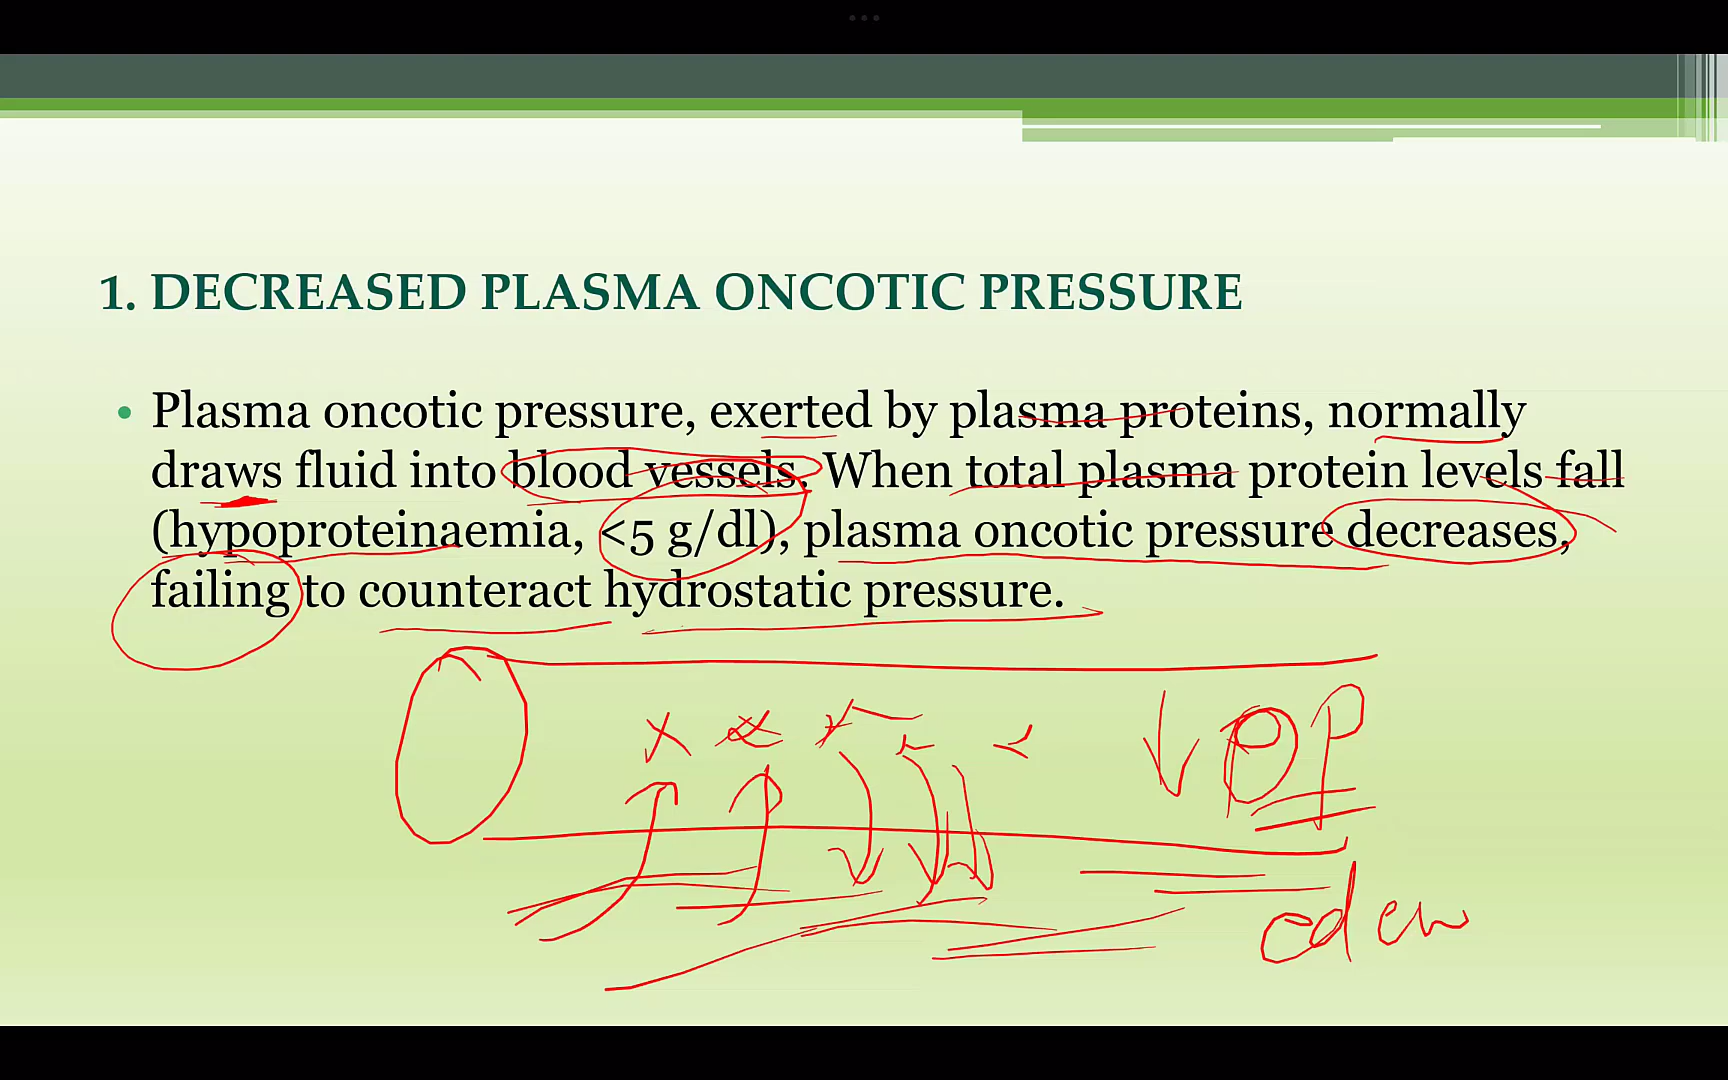 1. DECREASED PLASMA ONCOTIC PRESSURE
• Plasma oncotic pressure, exerted by plasma proteins, normally
draws fluid into blood vessels. When total plasma protein levels fall
(hypoproteinaemia, <5 g/dl), plasma oncotic pressure decreases,
failing to counteract hydrostatic pressure.
↓ OP